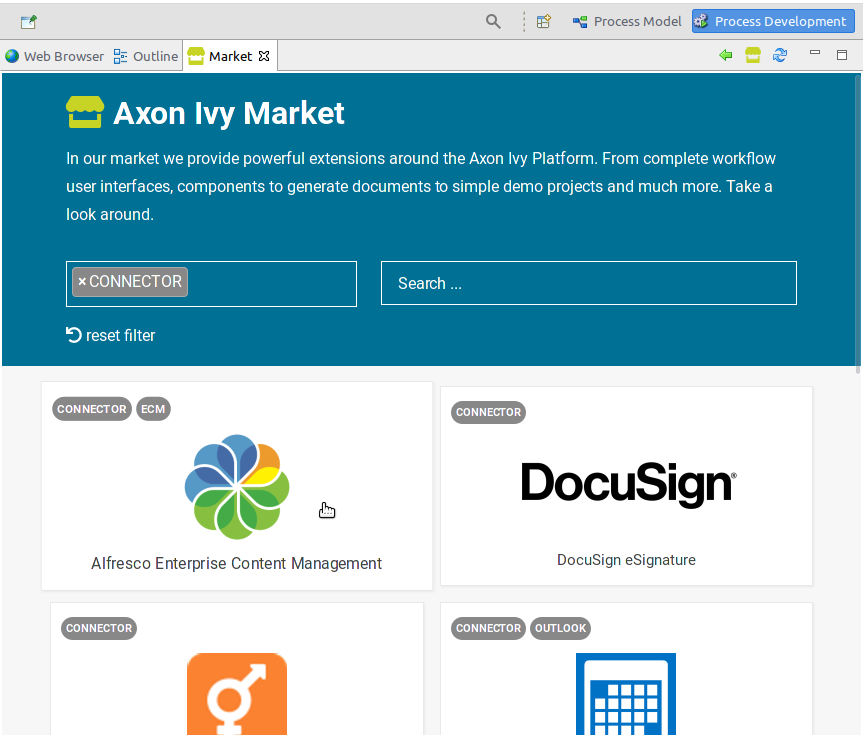 Process Model
Process Development
Web Browser
Outline
Market
Axon Ivy Market
In our market we provide powerful extensions around the Axon Ivy Platform. From complete workflow
user interfaces, components to generate documents to simple demo projects and much more. Take a
look around.
×CONNECTOR
Search ...
reset filter
CONNECTOR ECM
Alfresco Enterprise Content Management
CONNECTOR
DocuSign®
DocuSign eSignature
CONNECTOR
CONNECTOR OUTLOOK